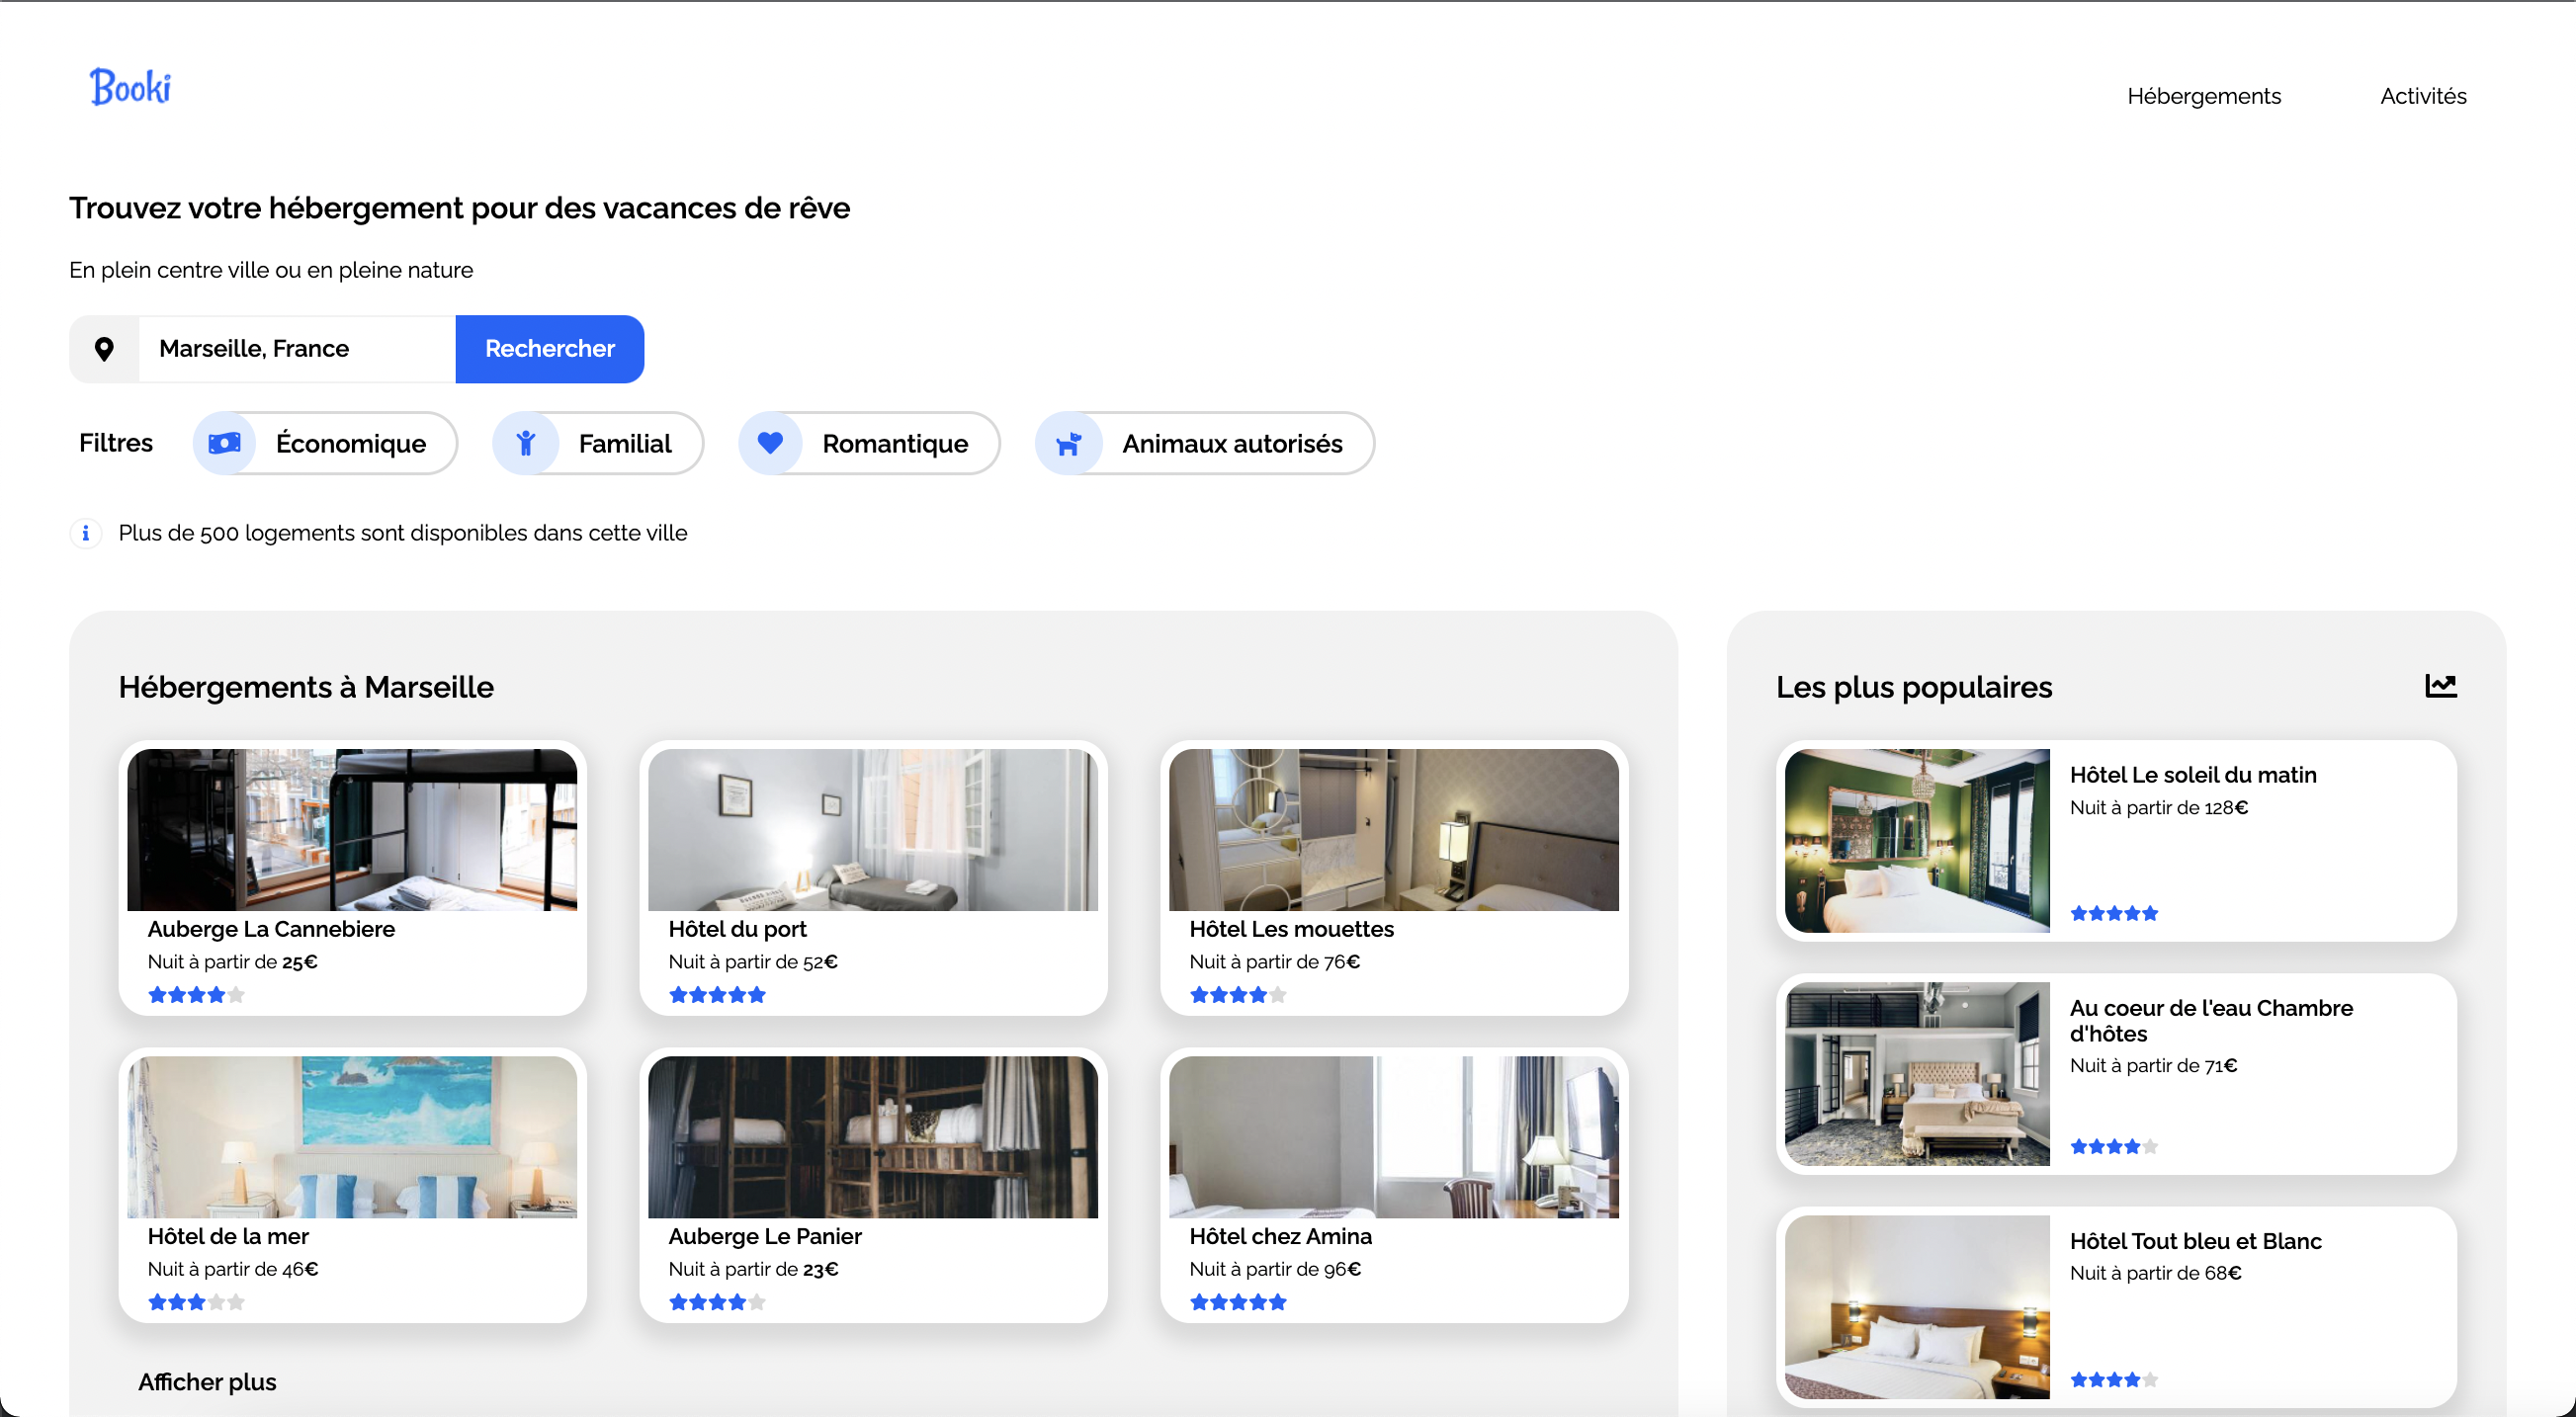 Booki
Hébergements
Activités
Trouvez votre hébergement pour des vacances de rêve
En plein centre ville ou en pleine nature
Marseille, France
Rechercher
Filtres
Économique
Familial
Romantique
Animaux autorisés
Plus de 500 logements sont disponibles dans cette ville
Hébergements à Marseille
Auberge La Cannebiere
Nuit à partir de 25€
Hôtel du port
Nuit à partir de 52€
Hôtel Les mouettes
Nuit à partir de 76€
Hôtel de la mer
Nuit à partir de 46€
Auberge Le Panier
Nuit à partir de 23€
Hôtel chez Amina
Nuit à partir de 96€
Afficher plus
Les plus populaires
Hôtel Le soleil du matin
Nuit à partir de 128€
Au coeur de l'eau Chambre
d'hôtes
Nuit à partir de 71€
Hôtel Tout bleu et Blanc
Nuit à partir de 68€